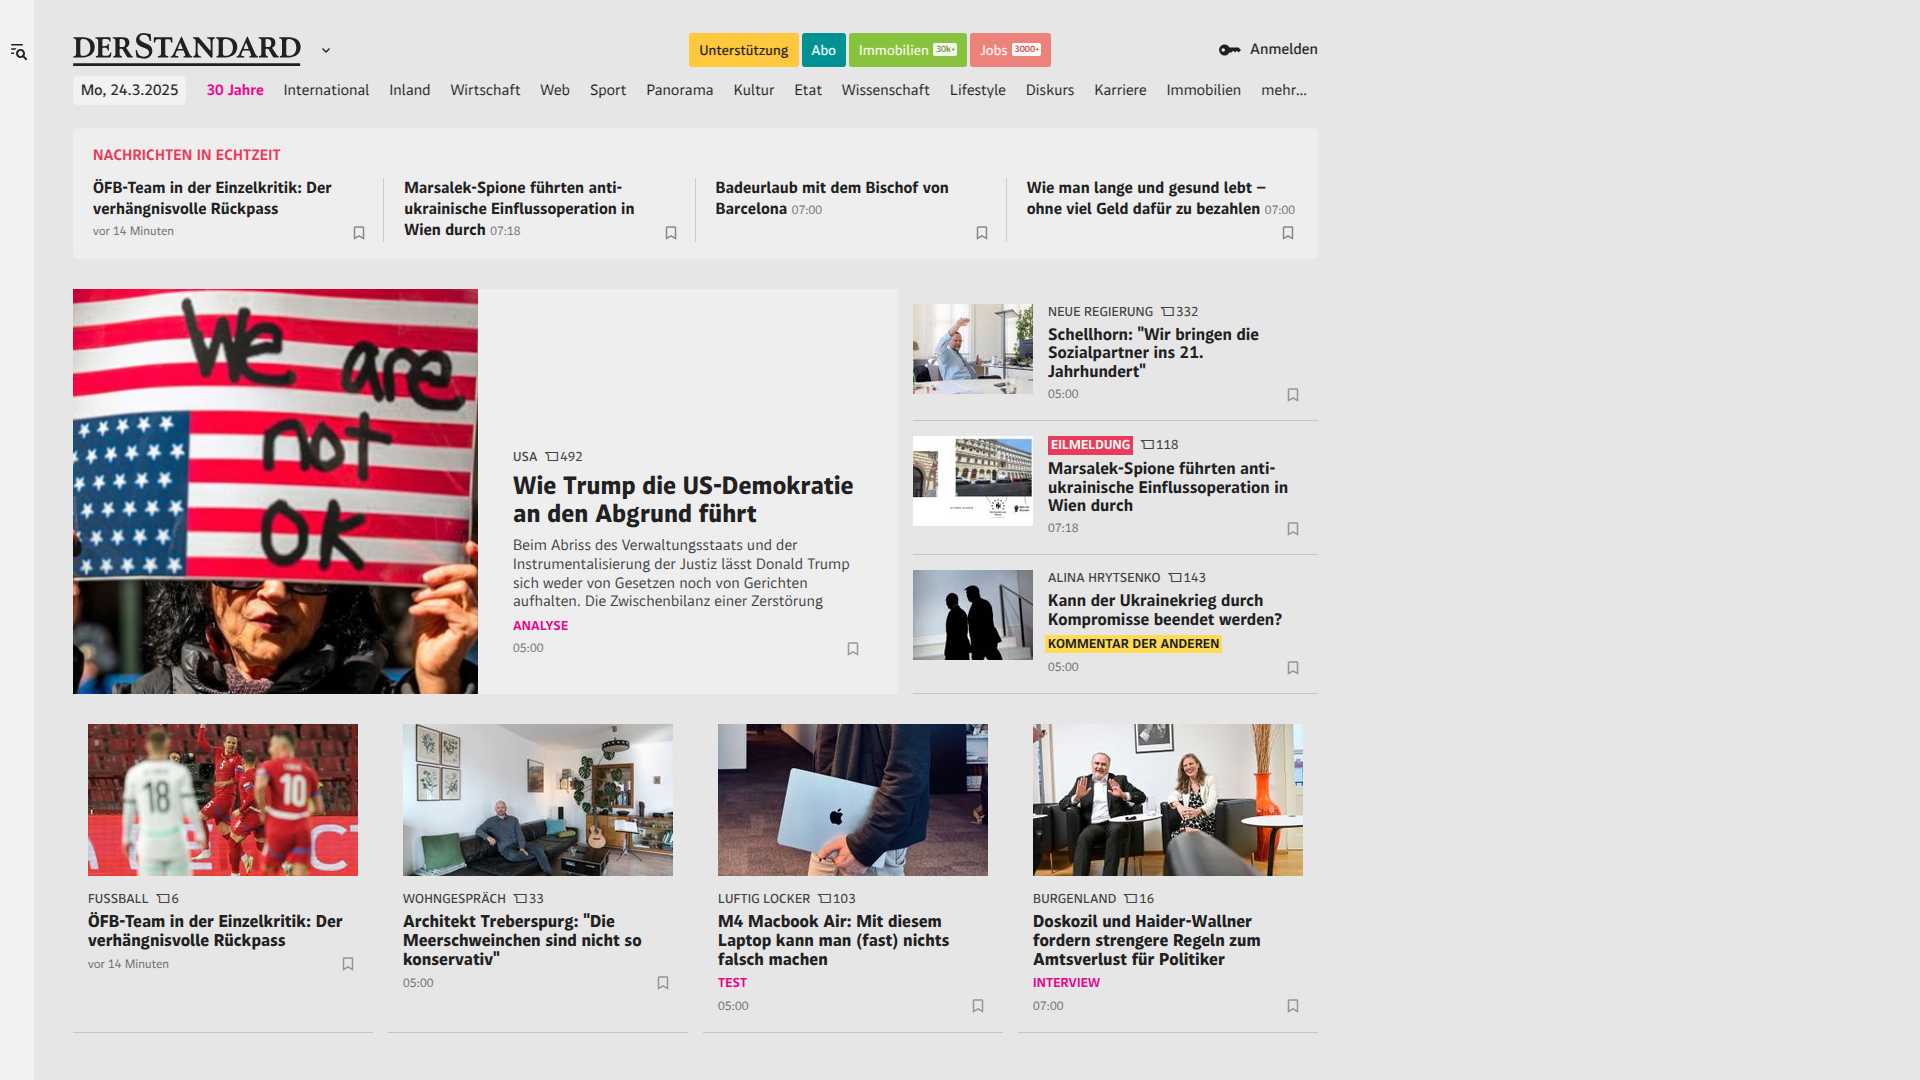 DERSTANDARD
Unterstützung
Abo
Immobilien 30k+
Jobs 3000+
Anmelden
Mo, 24.3.2025
30 Jahre
International
Inland
Wirtschaft
Web
Sport
Panorama
Kultur
Etat
Wissenschaft
Lifestyle
Diskurs
Karriere
Immobilien
mehr...
NACHRICHTEN IN ECHTZEIT
ÖFB-Team in der Einzelkritik: Der
verhängnisvolle Rückpass
vor 14 Minuten
Marsalek-Spione führten anti-
ukrainische Einflussoperation in
Wien durch 07:18
Badeurlaub mit dem Bischof von
Barcelona 07:00
Wie man lange und gesund lebt –
ohne viel Geld dafür zu bezahlen 07:00
We are
not
OK
USA 492
Wie Trump die US-Demokratie
an den Abgrund führt
Beim Abriss des Verwaltungsstaats und der
Instrumentalisierung der Justiz lässt Donald Trump
sich weder von Gesetzen noch von Gerichten
aufhalten. Die Zwischenbilanz einer Zerstörung
ANALYSE
05:00
NEUE REGIERUNG 332
Schellhorn: "Wir bringen die
Sozialpartner ins 21.
Jahrhundert"
05:00
EILMELDUNG 118
Marsalek-Spione führten anti-
ukrainische Einflussoperation in
Wien durch
07:18
ALINA HRYTSENKO 143
Kann der Ukrainekrieg durch
Kompromisse beendet werden?
KOMMENTAR DER ANDEREN
05:00
18
10
FUSSBALL 6
ÖFB-Team in der Einzelkritik: Der
verhängnisvolle Rückpass
vor 14 Minuten
WOHNGESPRÄCH 33
Architekt Treberspurg: "Die
Meerschweinchen sind nicht so
konservativ"
05:00
LUFTIG LOCKER 103
M4 Macbook Air: Mit diesem
Laptop kann man (fast) nichts
falsch machen
TEST
05:00
BURGENLAND 16
Doskozil und Haider-Wallner
fordern strengere Regeln zum
Amtsverlust für Politiker
INTERVIEW
07:00